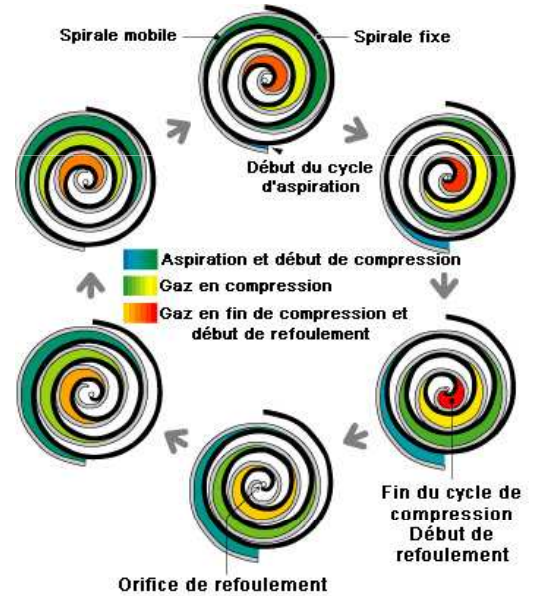 Spirale mobile
Spirale fixe
Début du cycle
d'aspiration
Aspiration et début de compression
Gaz en compression
Gaz en fin de compression et
début de refoulement
Fin du cycle de
compression
Début de
refoulement
Orifice de refoulement